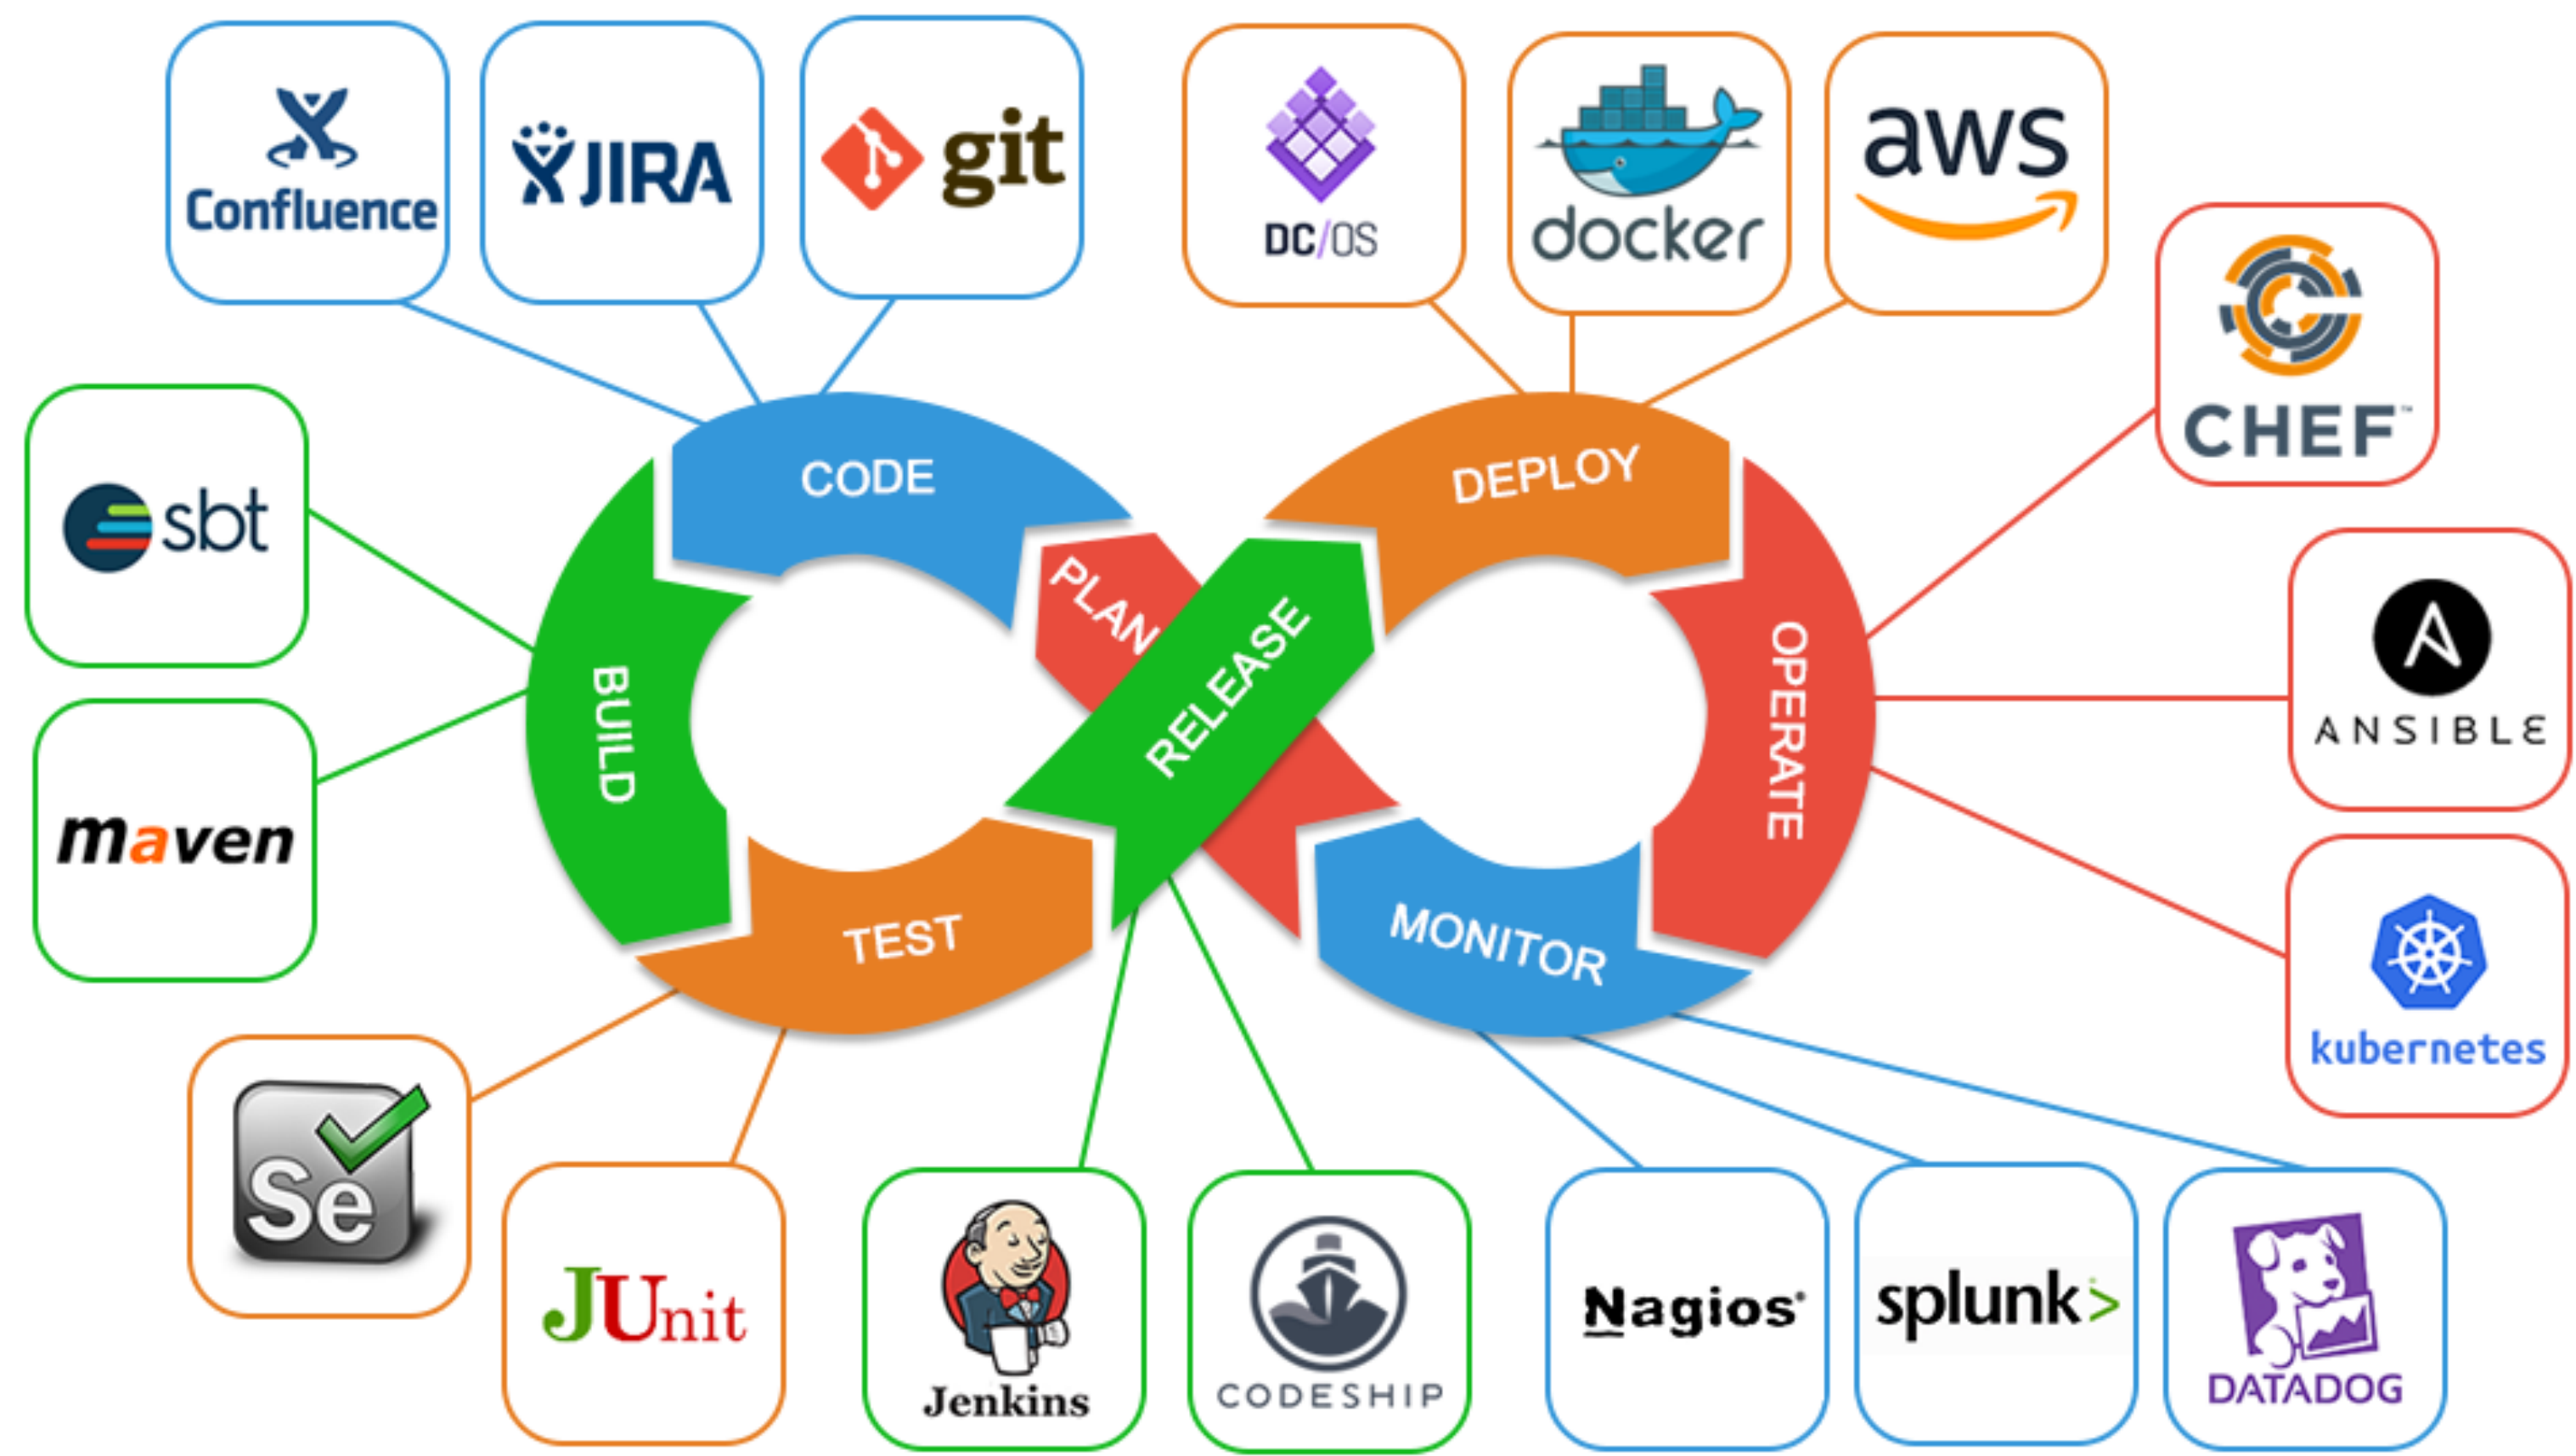 Confluence
JIRA
git
DC/OS
docker
aws
CHEF™
sbt
CODE
DEPLOY
PLAN
RELEASE
BUILD
OPERATE
ANSIBLE
maven
TEST
MONITOR
kubernetes
Se
JUnit
Jenkins
CODESHIP
Nagios®
splunk>
DATADOG